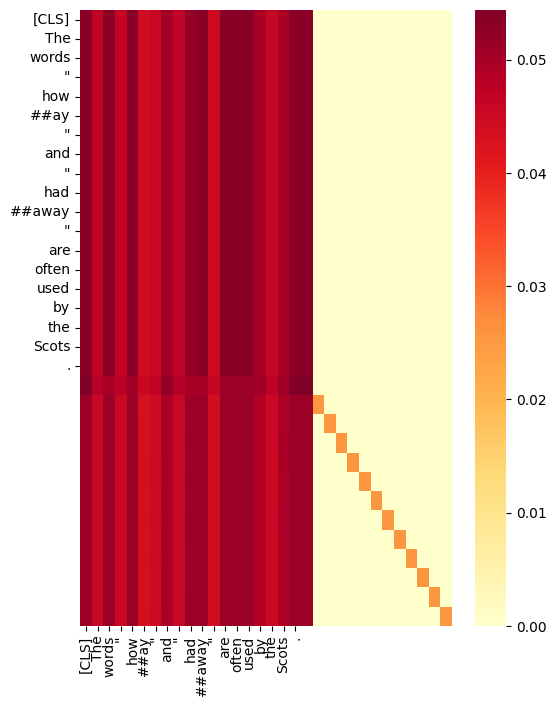 [CLS]
The
words
"
how
##ay
"
and
"
had
##away
"
are
often
used
by
the
Scots
.
0.05
0.04
0.03
0.02
0.01
0.00
[CLS]
The
words
"
how
##ay
"
and
"
had
##away
"
are
often
used
by
the
Scots
.